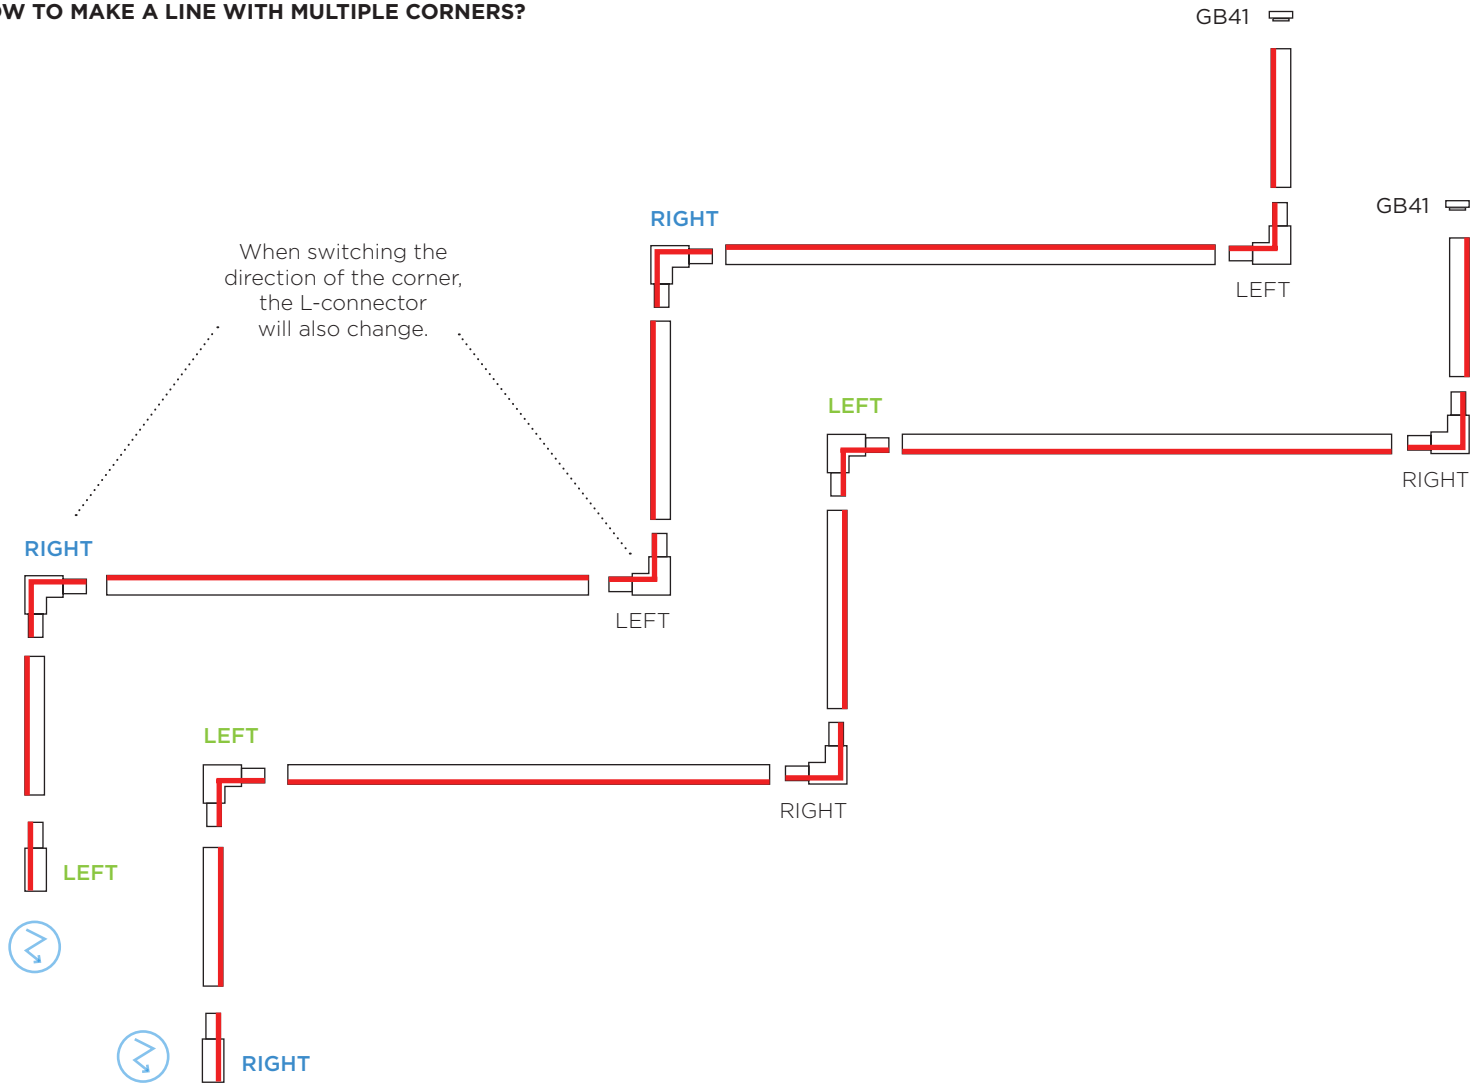 OW TO MAKE A LINE WITH MULTIPLE CORNERS?
GB41
GB41
RIGHT
When switching the
direction of the corner,
the L-connector
will also change.
LEFT
LEFT
RIGHT
RIGHT
LEFT
LEFT
RIGHT
LEFT
RIGHT